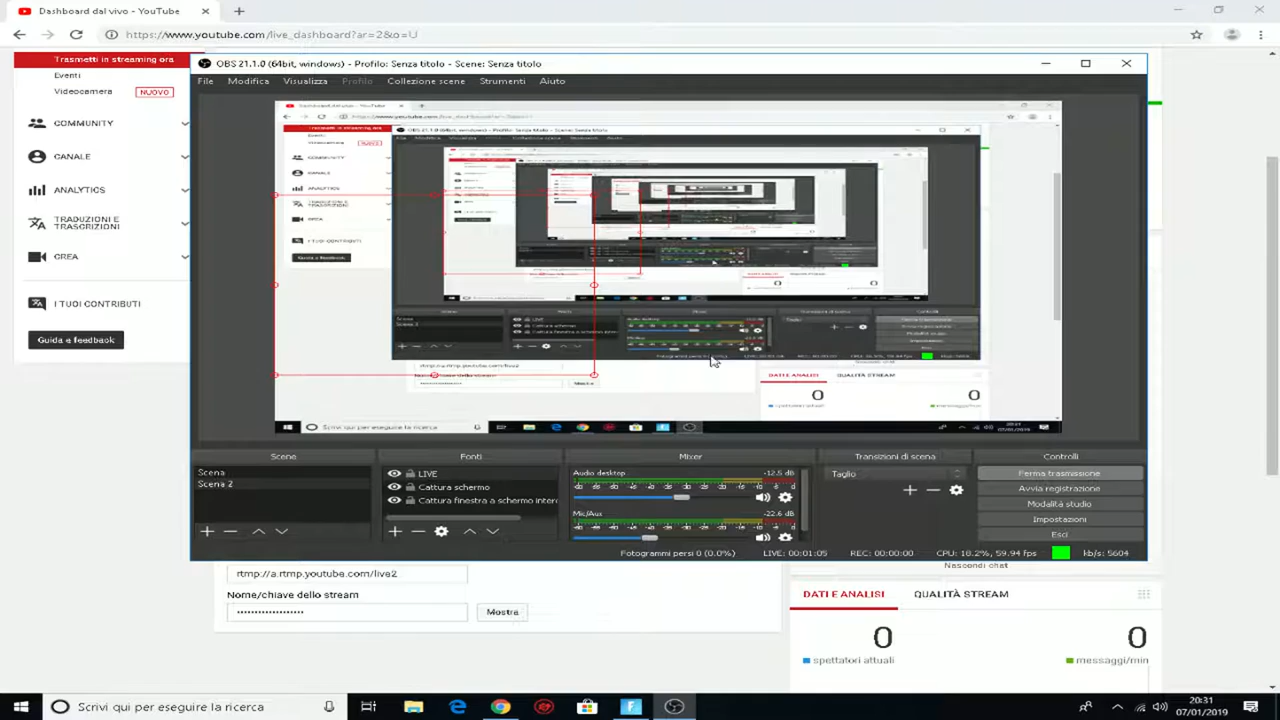 Dashboard dal vivo - YouTube
https://www.youtube.com/live_dashboard?ar=2&o=U
Trasmetti in streaming ora
Eventi
Videocamera NUOVO
COMMUNITY
CANALE
ANALYTICS
TRADUZIONI E
TRASCRIZIONI
CREA
I TUOI CONTRIBUTI
Guida e feedback
OBS 21.1.0 (64bit, windows) - Profilo: Senza titolo - Scene: Senza titolo
File Modifica Visualizza Profilo Collezione scene Strumenti Aiuto
Scene
Scena
Scena 2
Fonti
LIVE
Cattura schermo
Cattura finestra a schermo inter
Mixer
Audio desktop -12.5 dB
Mic/Aux -22.6 dB
Transizioni di scena
Taglio
Controlli
Ferma trasmissione
Avvia registrazione
Modalità studio
Impostazioni
Esci
Fotogrammi persi 0 (0.0%) LIVE: 00:01:05 REC: 00:00:00 CPU: 18.2%, 59.94 fps kb/s: 5604
Nascondi chat
rtmp://a.rtmp.youtube.com/live2
Nome/chiave dello stream
Mostra
DATI E ANALISI QUALITÀ STREAM
0 0
spettatori attuali messaggi/min
Scrivi qui per eseguire la ricerca
20:31
07/01/2019